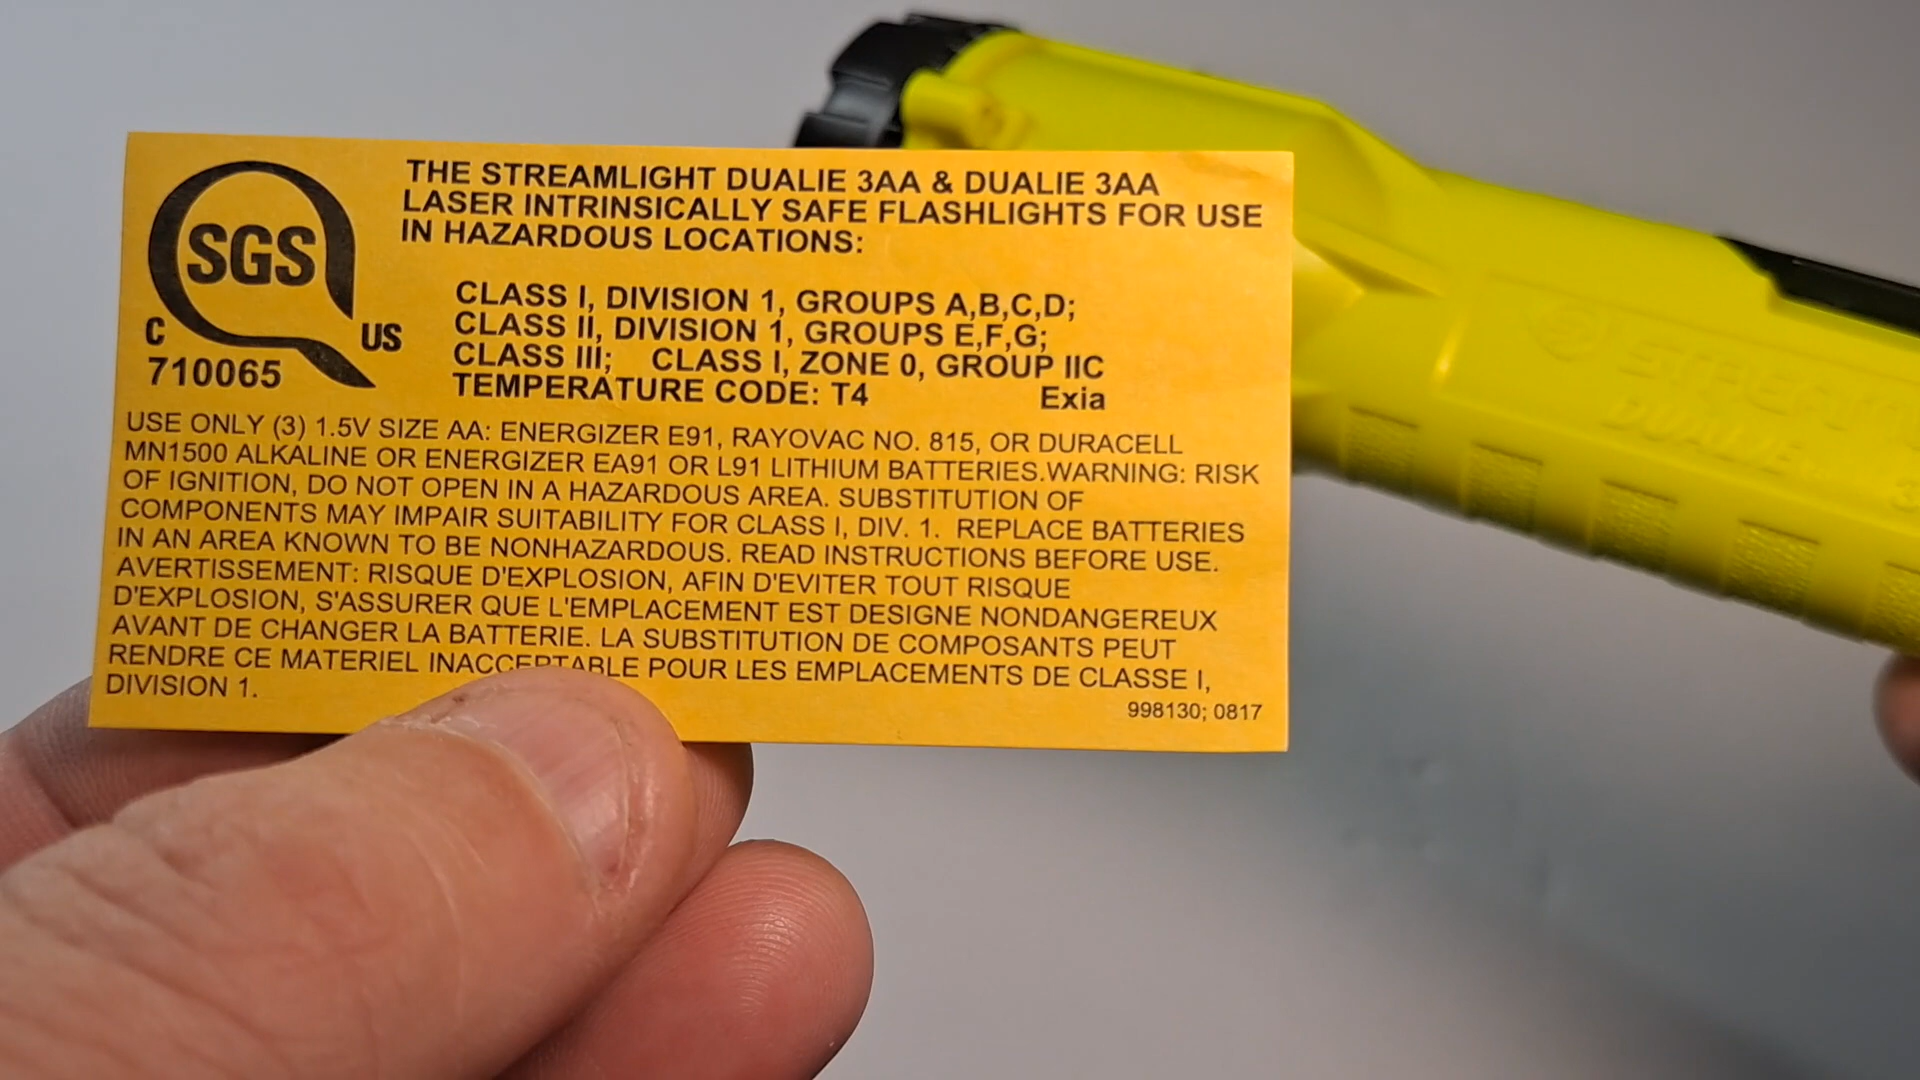 SGS
C US
710065
THE STREAMLIGHT DUALIE 3AA & DUALIE 3AA
LASER INTRINSICALLY SAFE FLASHLIGHTS FOR USE
IN HAZARDOUS LOCATIONS:
CLASS I, DIVISION 1, GROUPS A,B,C,D;
CLASS II, DIVISION 1, GROUPS E,F,G;
CLASS III; CLASS I, ZONE 0, GROUP IIC
TEMPERATURE CODE: T4 Exia
USE ONLY (3) 1.5V SIZE AA: ENERGIZER E91, RAYOVAC NO. 815, OR DURACELL
MN1500 ALKALINE OR ENERGIZER EA91 OR L91 LITHIUM BATTERIES.WARNING: RISK
OF IGNITION, DO NOT OPEN IN A HAZARDOUS AREA. SUBSTITUTION OF
COMPONENTS MAY IMPAIR SUITABILITY FOR CLASS I, DIV. 1. REPLACE BATTERIES
IN AN AREA KNOWN TO BE NONHAZARDOUS. READ INSTRUCTIONS BEFORE USE.
AVERTISSEMENT: RISQUE D'EXPLOSION, AFIN D'EVITER TOUT RISQUE
D'EXPLOSION, S'ASSURER QUE L'EMPLACEMENT EST DESIGNE NONDANGEREUX
AVANT DE CHANGER LA BATTERIE. LA SUBSTITUTION DE COMPOSANTS PEUT
RENDRE CE MATERIEL INACCEPTABLE POUR LES EMPLACEMENTS DE CLASSE I,
DIVISION 1.
998130; 0817